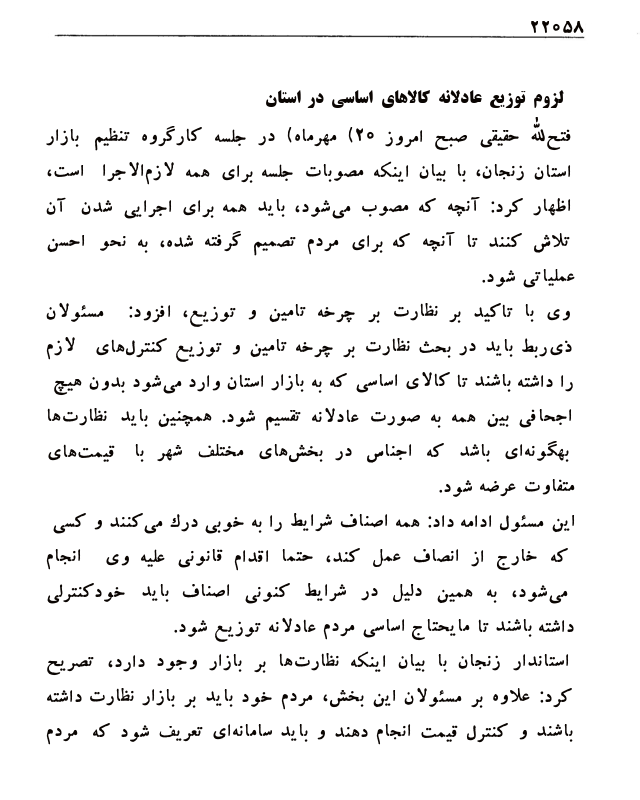 ۲۲۰۵۸
لزوم توزیع عادلانه کالاهای اساسی در استان
فتح‌الله حقیقی صبح امروز ۲۰) مهرماه) در جلسه کارگروه تنظیم بازار
استان زنجان، با بیان اینکه مصوبات جلسه برای همه لازم‌الاجرا است،
اظهار کرد: آنچه که مصوب می‌شود، باید همه برای اجرایی شدن آن
تلاش کنند تا آنچه که برای مردم تصمیم گرفته شده، به نحو احسن
عملیاتی شود.
وی با تاکید بر نظارت بر چرخه تامین و توزیع، افزود: مسئولان
ذی‌ربط باید در بحث نظارت بر چرخه تامین و توزیع کنترل‌های لازم
را داشته باشند تا کالای اساسی که به بازار استان وارد می‌شود بدون هیچ
اجحافی بین همه به صورت عادلانه تقسیم شود. همچنین باید نظارت‌ها
بهگونه‌ای باشد که اجناس در بخش‌های مختلف شهر با قیمت‌های
متفاوت عرضه شود.
این مسئول ادامه داد: همه اصناف شرایط را به خوبی درك می‌کنند و کسی
که خارج از انصاف عمل کند، حتما اقدام قانونی علیه وی انجام
می‌شود، به همین دلیل در شرایط کنونی اصناف باید خودکنترلی
داشته باشند تا مایحتاج اساسی مردم عادلانه توزیع شود.
استاندار زنجان با بیان اینکه نظارت‌ها بر بازار وجود دارد، تصریح
کرد: علاوه بر مسئولان این بخش، مردم خود باید بر بازار نظارت داشته
باشند و کنترل قیمت انجام دهند و باید سامانه‌ای تعریف شود که مردم